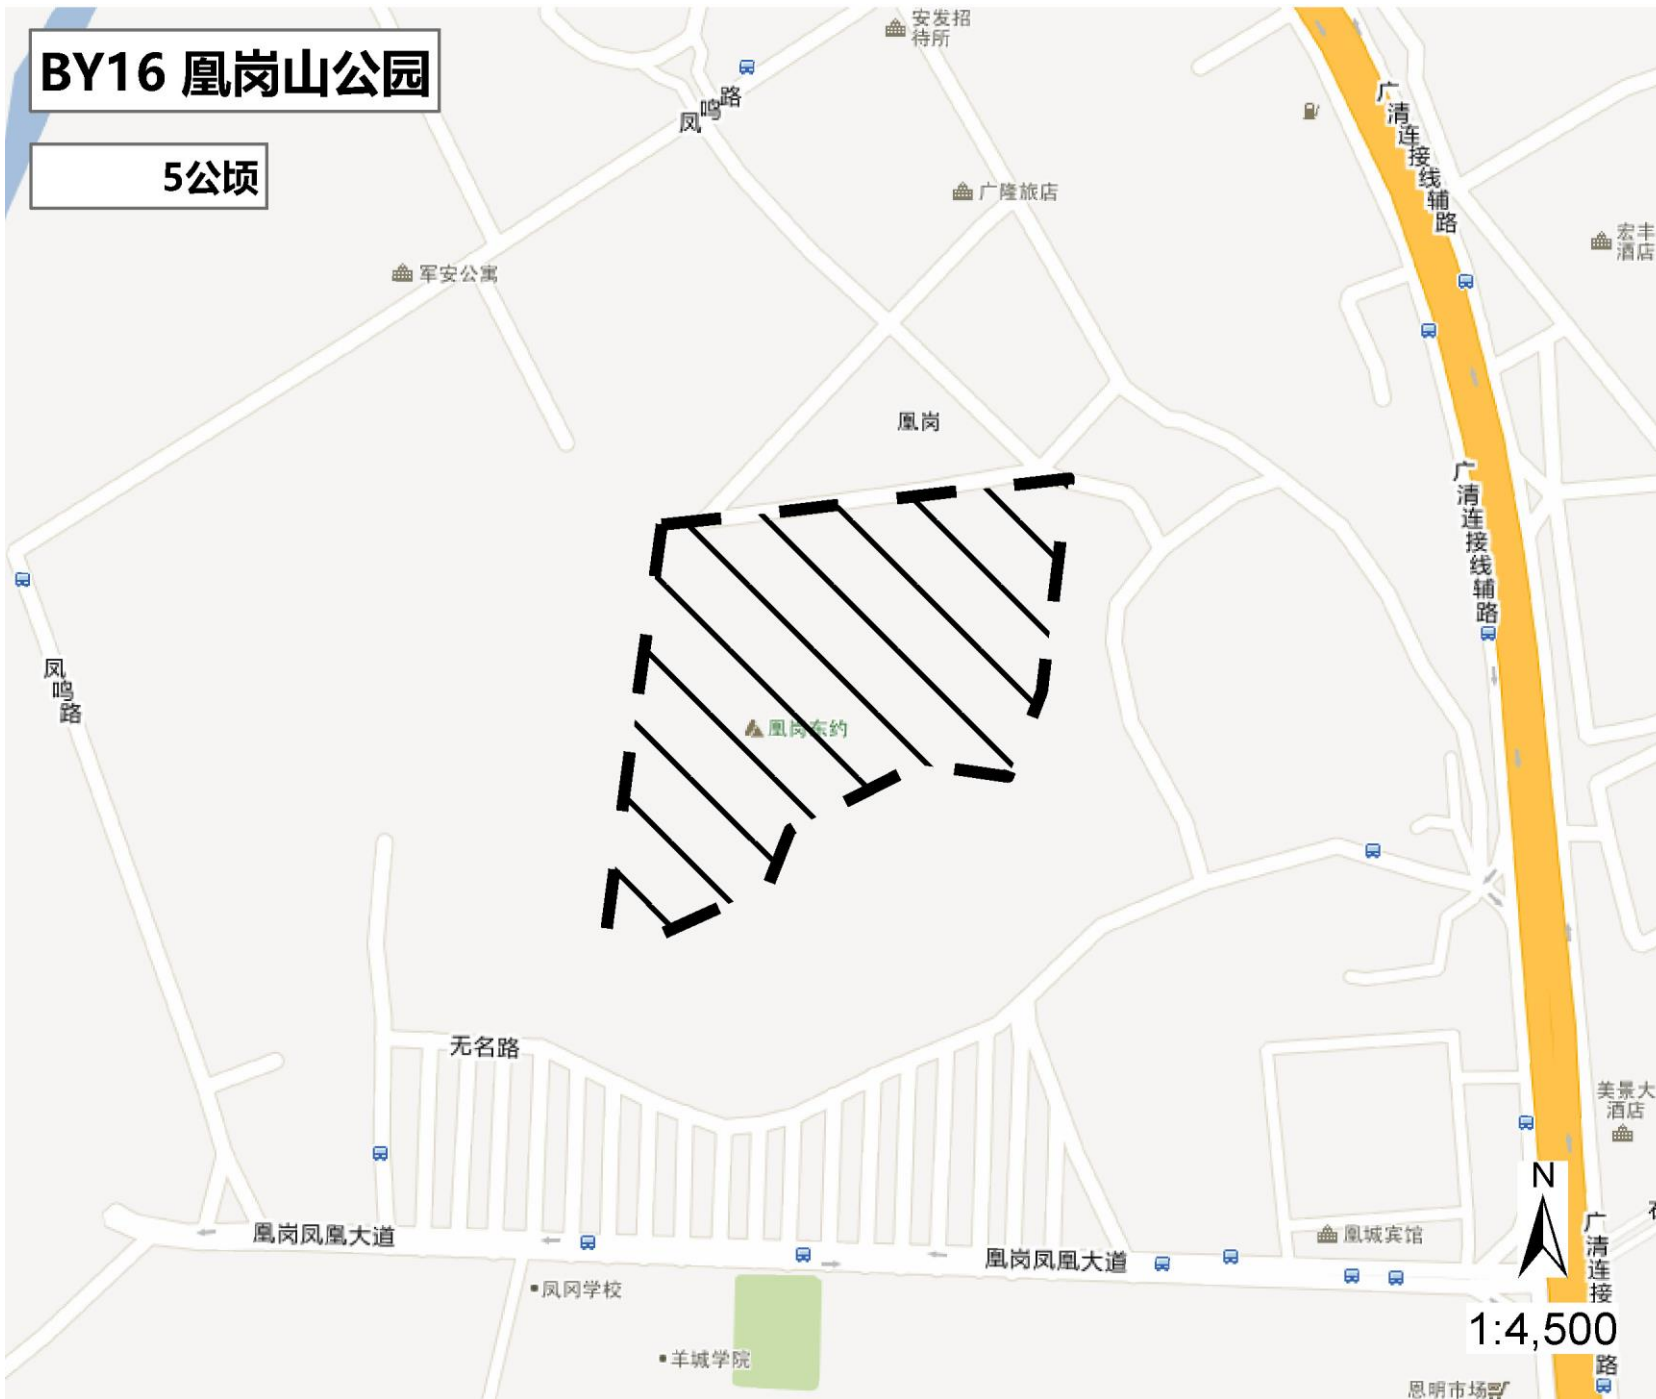 BY16 凰岗山公园
5公顷
安发招
待所
凤鸣路
广清连接线辅路
广隆旅店
宏丰
酒店
军安公寓
凰岗
广清连接线辅路
凤鸣路
凰岗东约
无名路
美景大
酒店
N
凰岗凤凰大道
凰岗凤凰大道
凰城宾馆
广清连接
路
凤冈学校
1:4,500
羊城学院
恩明市场